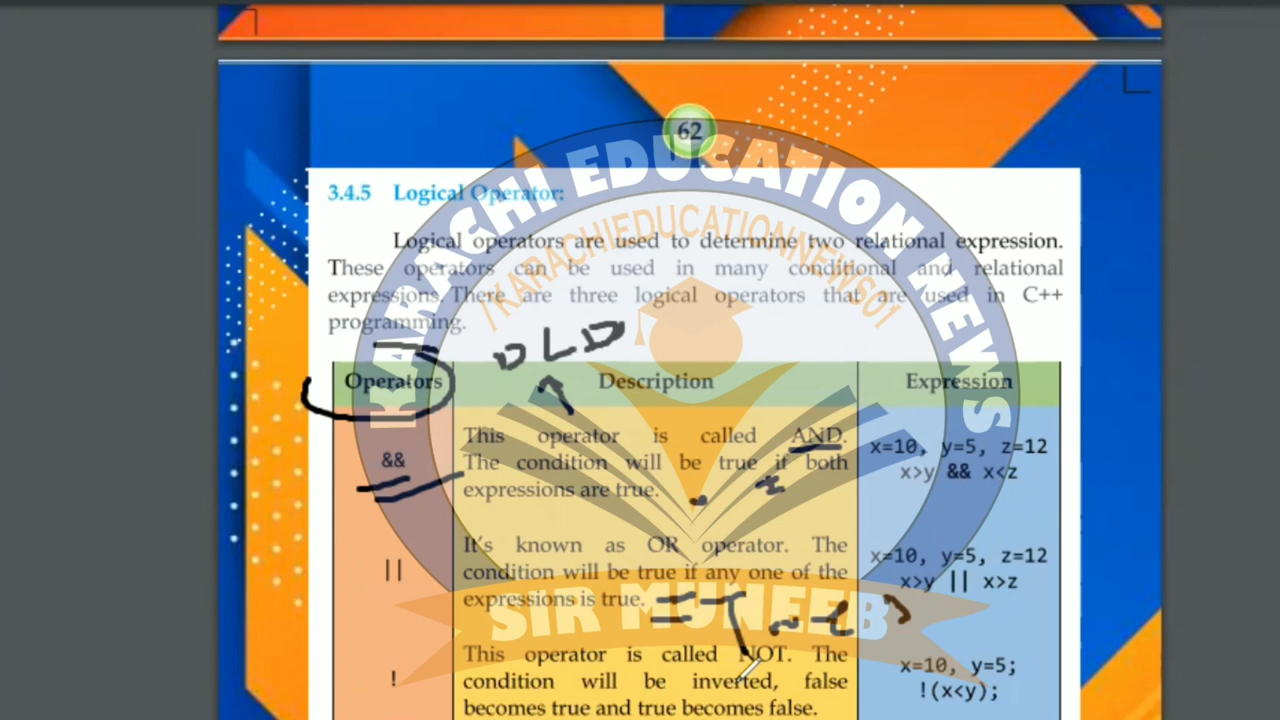 62
KARACHI EDUCATION NEWS
/KARACHIEDUCATIONNEWS01
3.4.5 Logical Operator:
Logical operators are used to determine two relational expression.
These operators can be used in many conditional and relational
expressions. There are three logical operators that are used in C++
programming.
OLD
Operators Description Expression
&& This operator is called AND.
The condition will be true if both
expressions are true.
x=10, y=5, z=12
x>y && x<z
|| It's known as OR operator. The
condition will be true if any one of the
expressions is true.
x=10, y=5, z=12
x>y || x>z
SIR MUNEEB
! This operator is called NOT. The
condition will be inverted, false
becomes true and true becomes false.
x=10, y=5;
!(x<y);